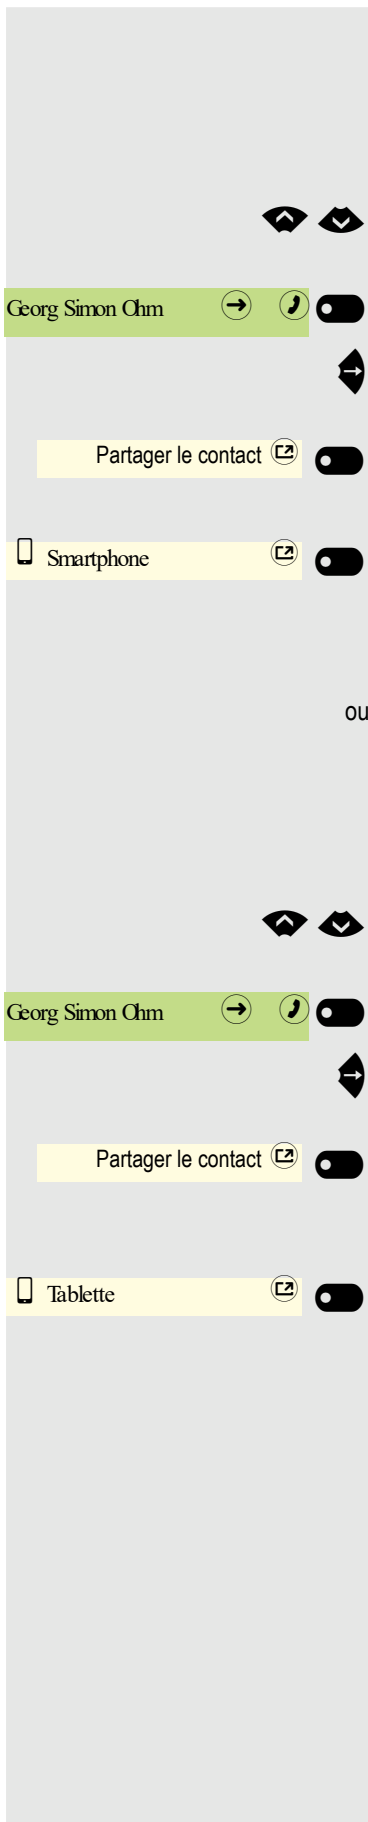 Georg Simon Ohm
Partager le contact
Smartphone
ou
Georg Simon Ohm
Partager le contact
Tablette